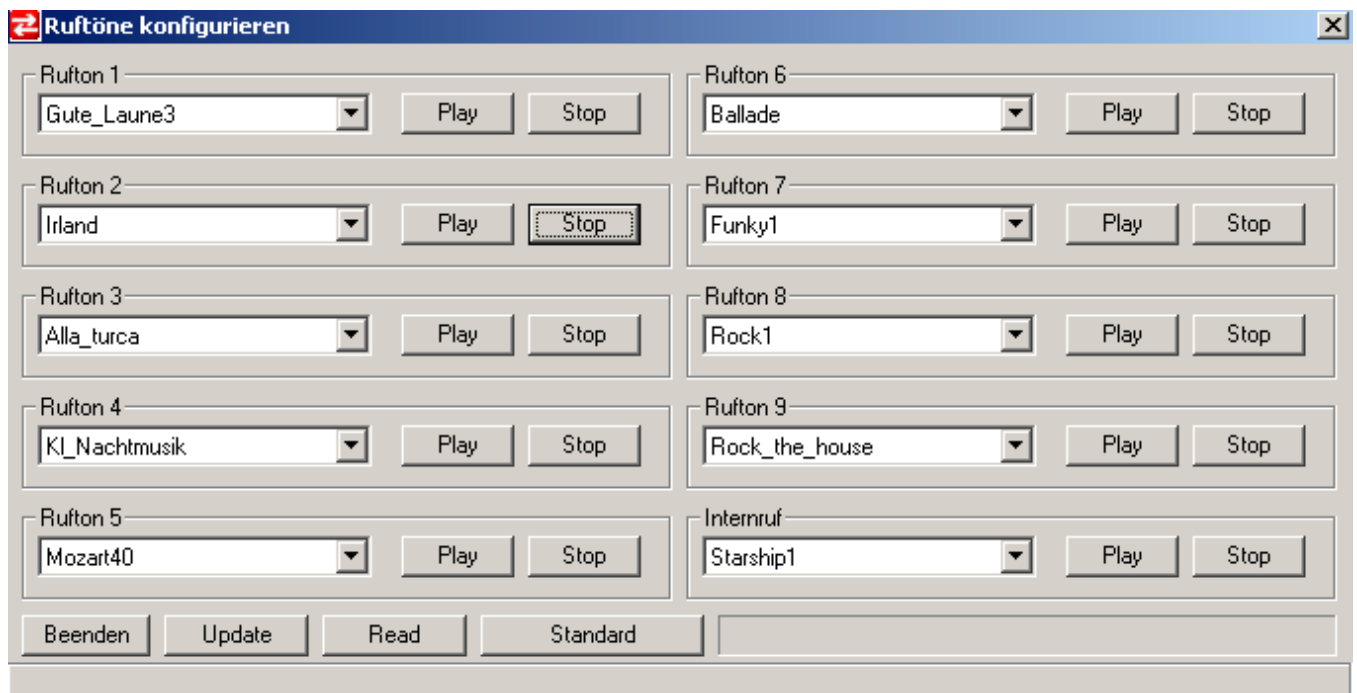 Ruftöne konfigurieren
Rufton 1
Gute_Laune3 Play Stop
Rufton 2
Irland Play Stop
Rufton 3
Alla_turca Play Stop
Rufton 4
Kl_Nachtmusik Play Stop
Rufton 5
Mozart40 Play Stop
Rufton 6
Ballade Play Stop
Rufton 7
Funky1 Play Stop
Rufton 8
Rock1 Play Stop
Rufton 9
Rock_the_house Play Stop
Internruf
Starship1 Play Stop
Beenden Update Read Standard